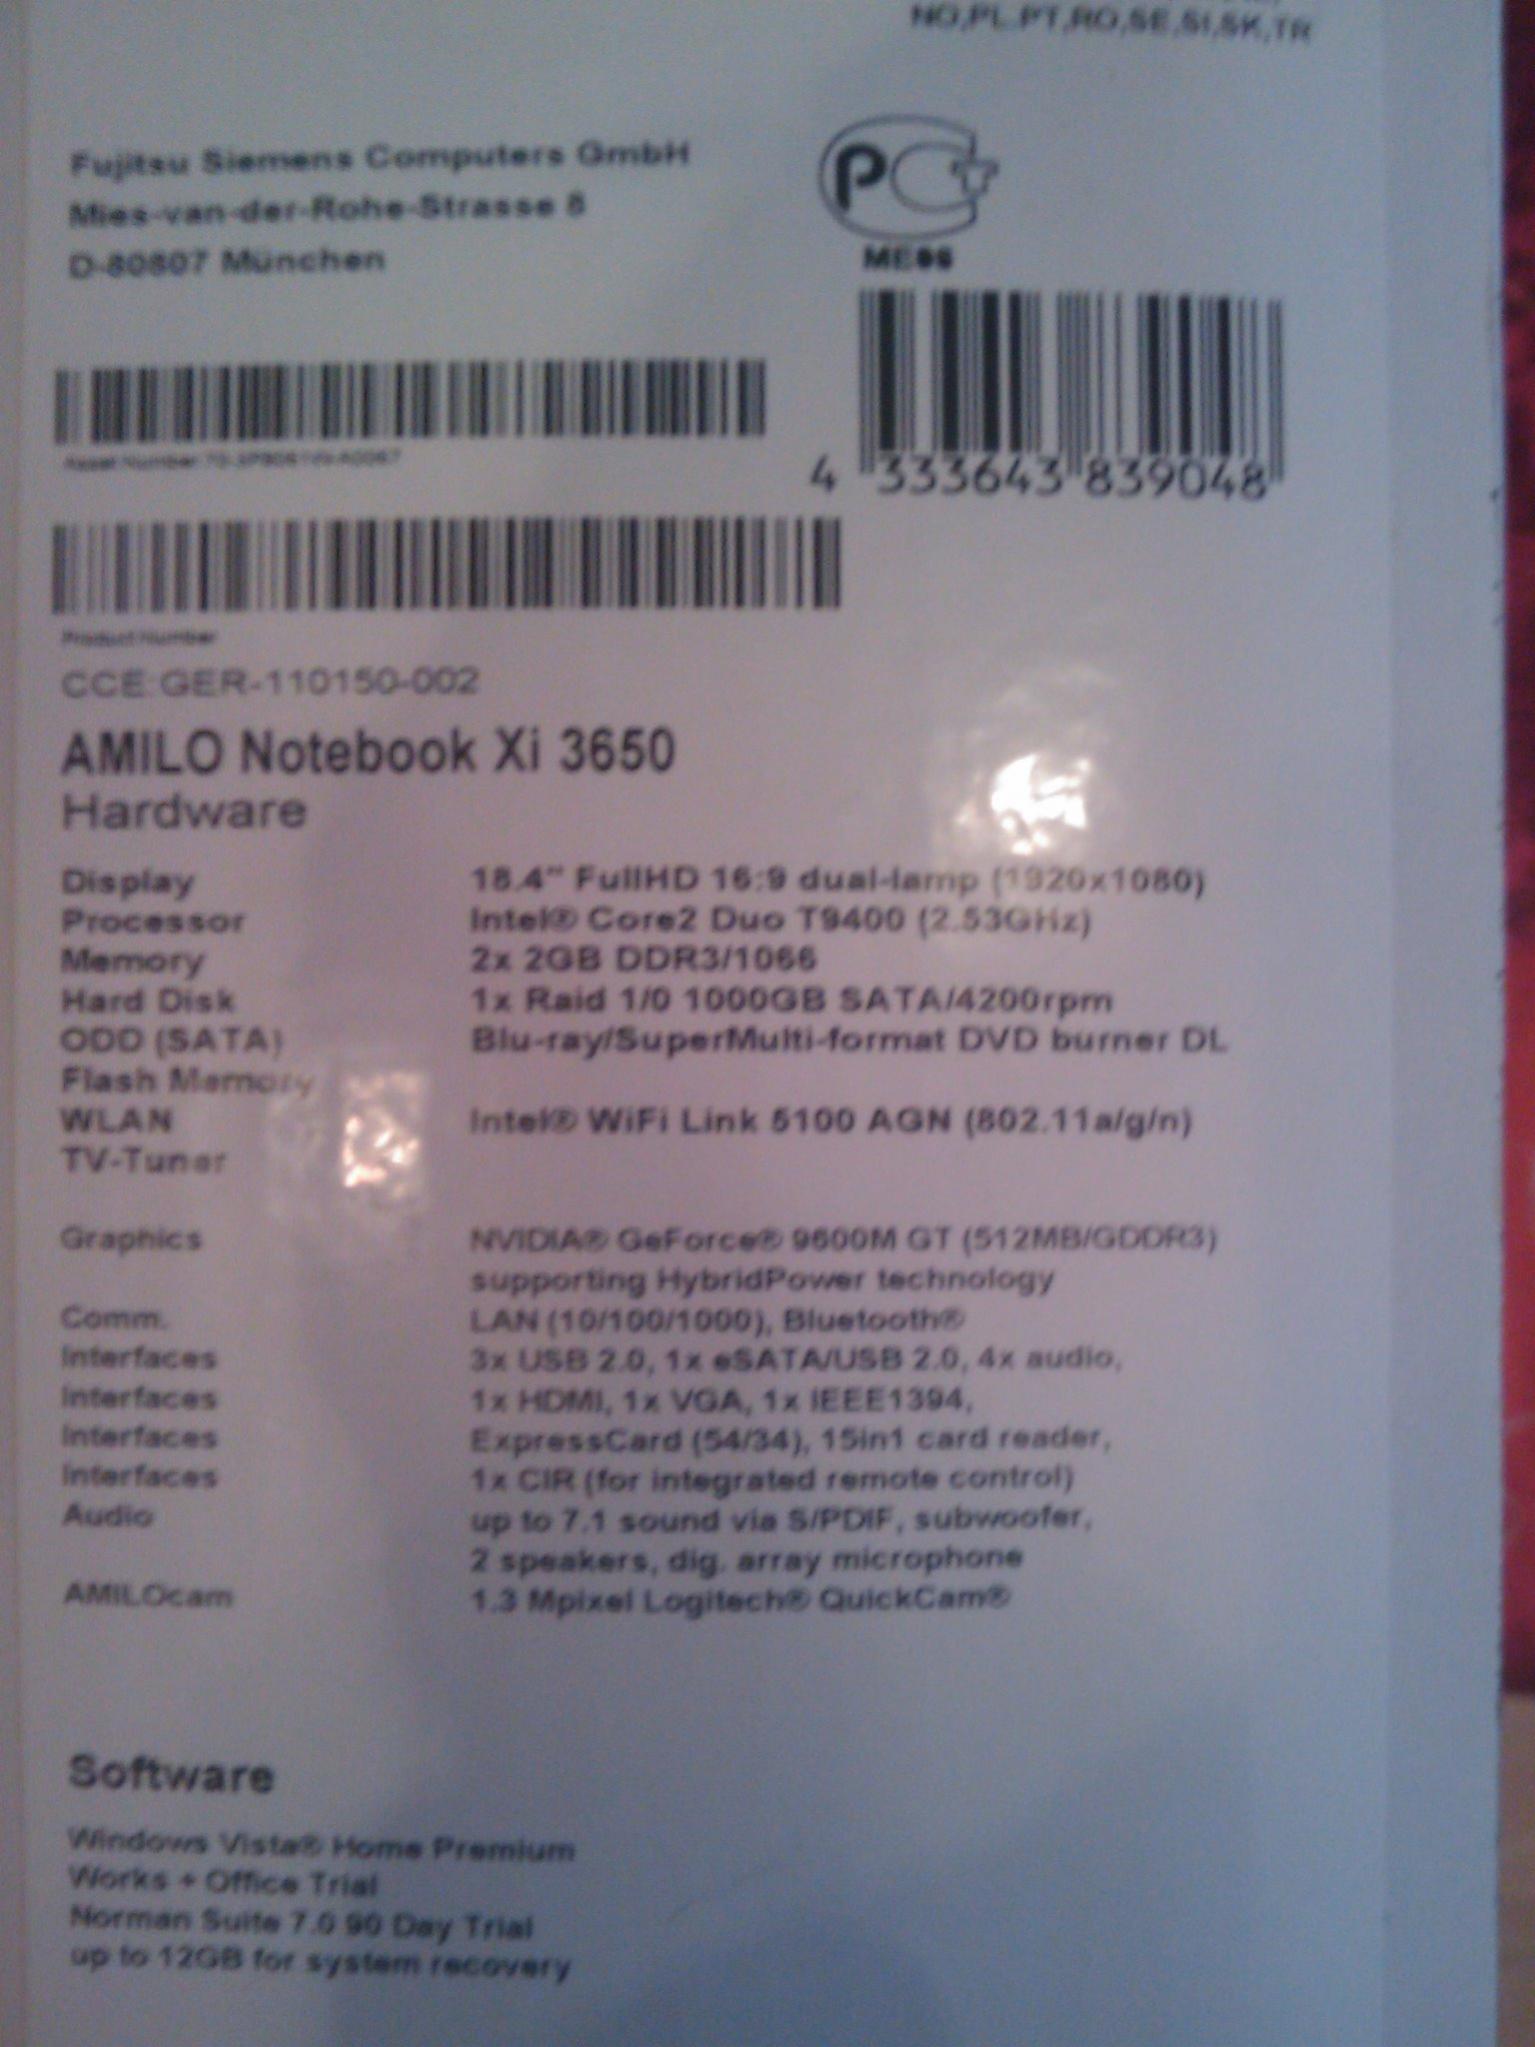 NO,PL.PT,RO,SE,SI,SK,TR
Fujitsu Siemens Computers GmbH
Mies-van-der-Rohe-Strasse 8
D-80807 München
PC
ME06
Asset Number
4 333643 839048
Product Number
CCE:GER-110150-002
AMILO Notebook Xi 3650
Hardware
Display 18.4" FullHD 16:9 dual-lamp (1920x1080)
Processor Intel® Core2 Duo T9400 (2.53GHz)
Memory 2x 2GB DDR3/1066
Hard Disk 1x Raid 1/0 1000GB SATA/4200rpm
ODD (SATA) Blu-ray/SuperMulti-format DVD burner DL
Flash Memory
WLAN Intel® WiFi Link 5100 AGN (802.11a/g/n)
TV-Tuner
Graphics NVIDIA® GeForce® 9600M GT (512MB/GDDR3)
supporting HybridPower technology
Comm. LAN (10/100/1000), Bluetooth®
Interfaces 3x USB 2.0, 1x eSATA/USB 2.0, 4x audio,
Interfaces 1x HDMI, 1x VGA, 1x IEEE1394,
Interfaces ExpressCard (54/34), 15in1 card reader,
Interfaces 1x CIR (for integrated remote control)
Audio up to 7.1 sound via S/PDIF, subwoofer,
2 speakers, dig. array microphone
AMILOcam 1.3 Mpixel Logitech® QuickCam®
Software
Windows Vista® Home Premium
Works + Office Trial
Norman Suite 7.0 90 Day Trial
up to 12GB for system recovery